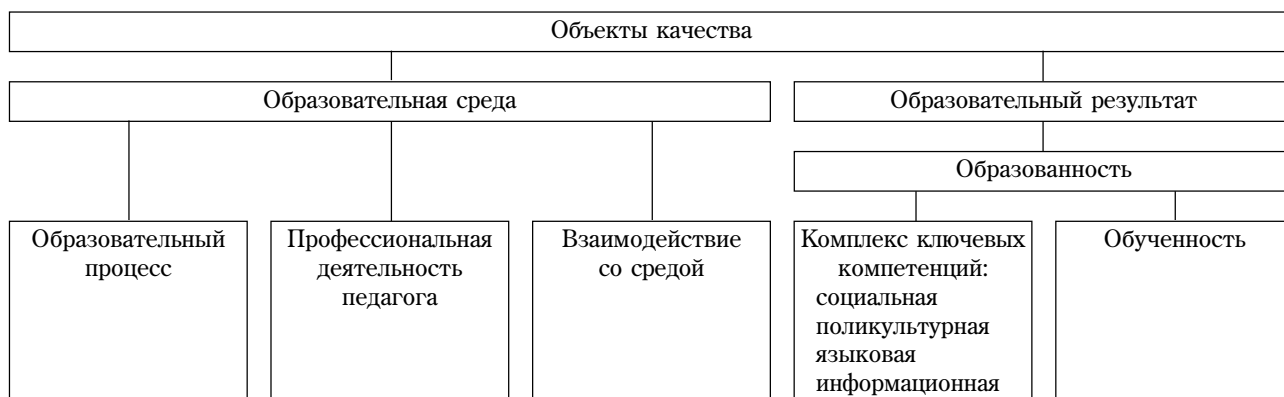 Объекты качества
Образовательная среда
Образовательный результат
Образованность
Образовательный
процесс
Профессиональная
деятельность
педагога
Взаимодействие
со средой
Комплекс ключевых
компетенций:
социальная
поликультурная
языковая
информационная
Обученность